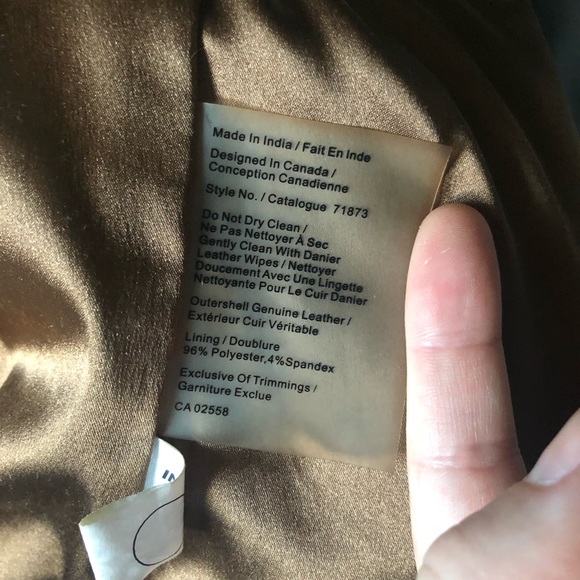 Made In India / Fait En Inde
Designed In Canada /
Conception Canadienne
Style No. / Catalogue 71873
Do Not Dry Clean /
Ne Pas Nettoyer À Sec
Gently Clean With Danier
Leather Wipes / Nettoyer
Doucement Avec Une Lingette
Nettoyante Pour Le Cuir Danier
Outershell Genuine Leather /
Extérieur Cuir Véritable
Lining / Doublure
96% Polyester,4%Spandex
Exclusive Of Trimmings /
Garniture Exclue
CA 02558